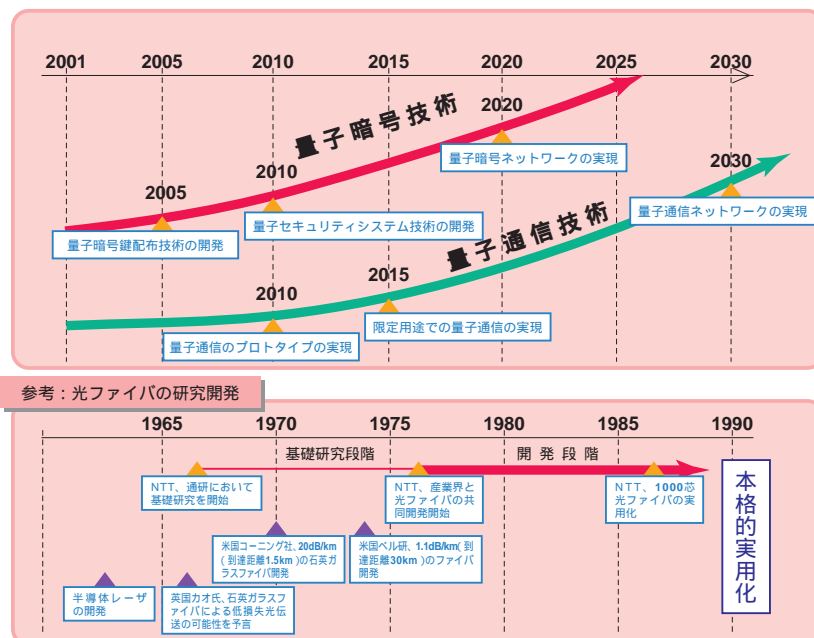 2001 2005 2010 2015 2020 2025 2030
量子暗号技術
2020
量子暗号ネットワークの実現
2010
量子セキュリティシステム技術の開発
2005
量子暗号鍵配布技術の開発
2030
量子通信ネットワークの実現
量子通信技術
2015
限定用途での量子通信の実現
2010
量子通信のプロトタイプの実現
参考：光ファイバの研究開発
1965 1970 1975 1980 1985 1990
基礎研究段階
開発段階
NTT、通研において
基礎研究を開始
NTT、産業界と
光ファイバの共
同開発開始
NTT、1000芯
光ファイバの実
用化
本格的実用化
米国コーニング社、20dB/km
(到達距離1.5km)の石英ガ
ラスファイバ開発
米国ベル研、1.1dB/km(到
達距離30km)のファイバ
開発
半導体レーザ
の開発
英国カオ氏、石英ガラスフ
ァイバによる低損失光伝
送の可能性を予言